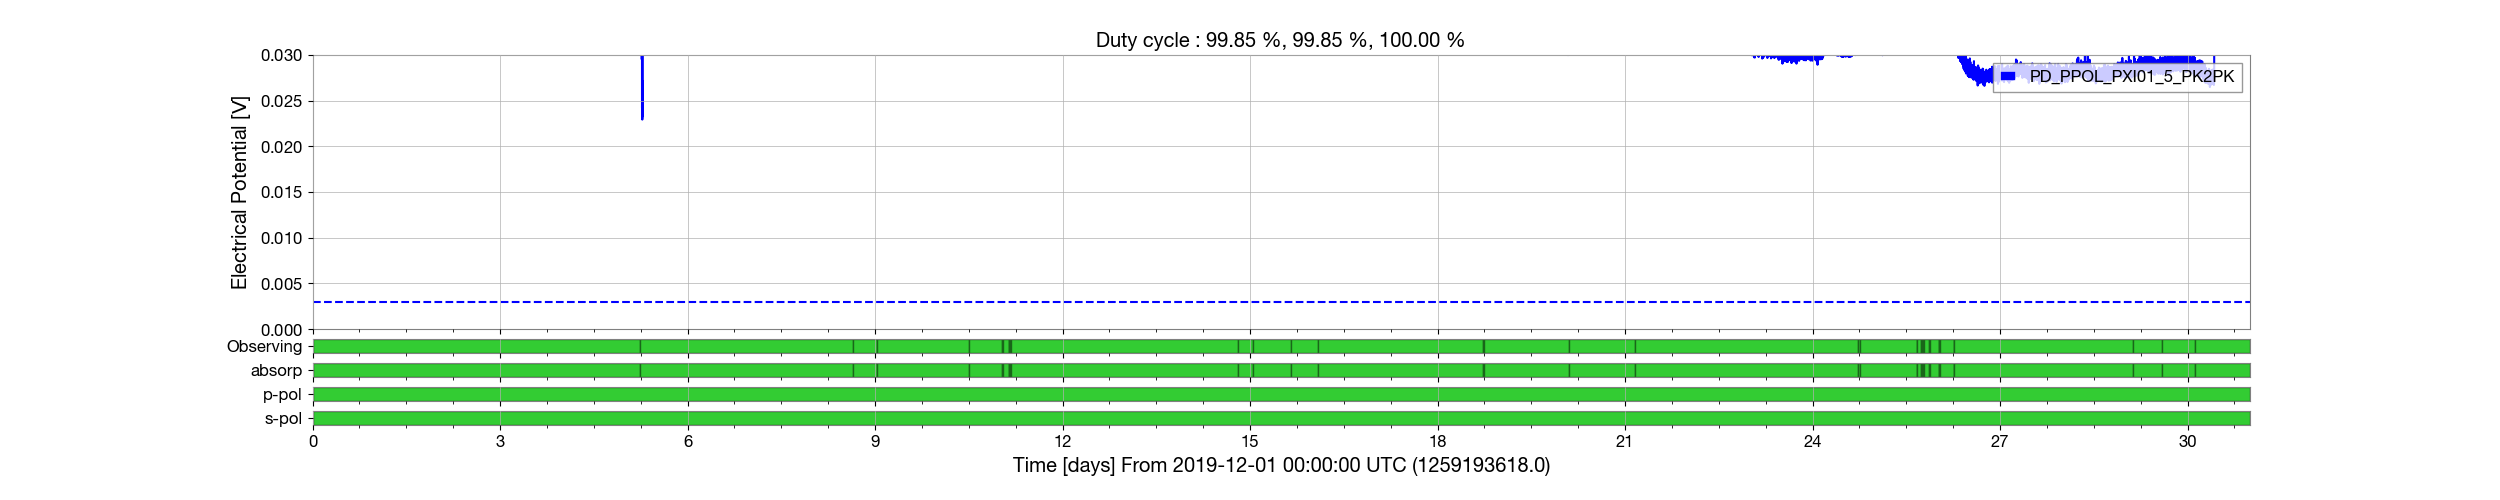 Duty cycle : 99.85 %, 99.85 %, 100.00 %
Electrical Potential [V]
0.030
0.025
0.020
0.015
0.010
0.005
0.000
PD_PPOL_PXI01_5_PK2PK
Observing
absorp
p-pol
s-pol
0 3 6 9 12 15 18 21 24 27 30
Time [days] From 2019-12-01 00:00:00 UTC (1259193618.0)